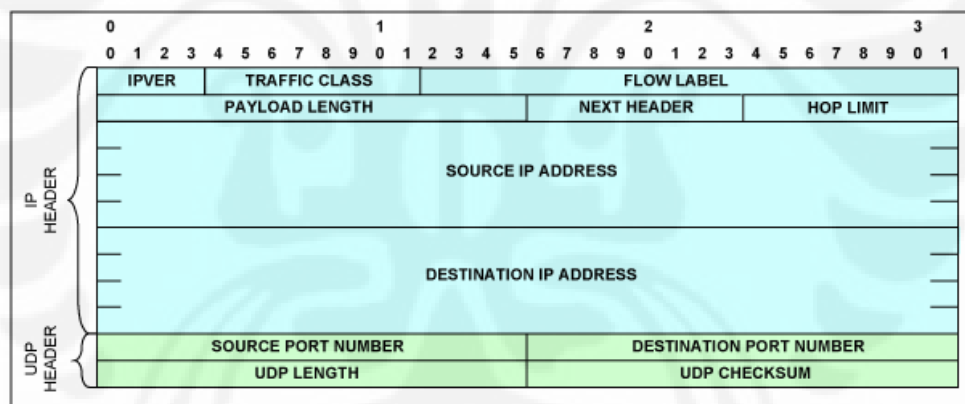 0 1 2 3
0 1 2 3 4 5 6 7 8 9 0 1 2 3 4 5 6 7 8 9 0 1 2 3 4 5 6 7 8 9 0 1
IPVER TRAFFIC CLASS FLOW LABEL
PAYLOAD LENGTH NEXT HEADER HOP LIMIT
IP
HEADER
SOURCE IP ADDRESS
DESTINATION IP ADDRESS
UDP
HEADER
SOURCE PORT NUMBER DESTINATION PORT NUMBER
UDP LENGTH UDP CHECKSUM